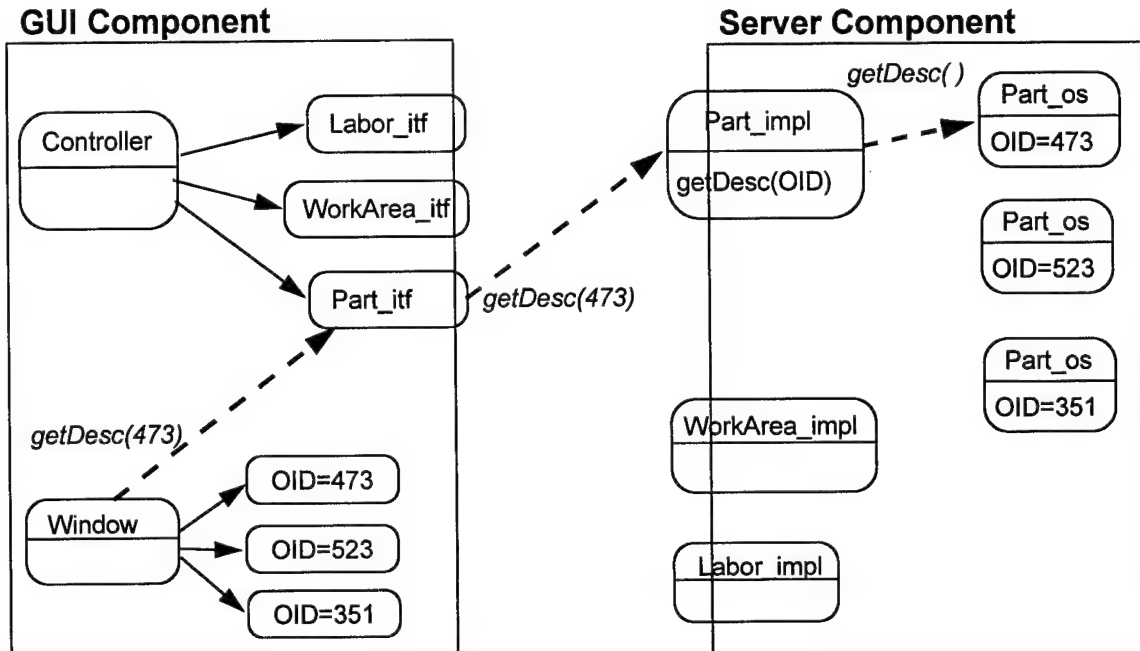 GUI Component
Controller
Labor_itf
WorkArea_itf
Part_itf
getDesc(473)
getDesc(473)
Window
OID=473
OID=523
OID=351
Server Component
getDesc( )
Part_impl
getDesc(OID)
Part_os
OID=473
Part_os
OID=523
Part_os
OID=351
WorkArea_impl
Labor_impl